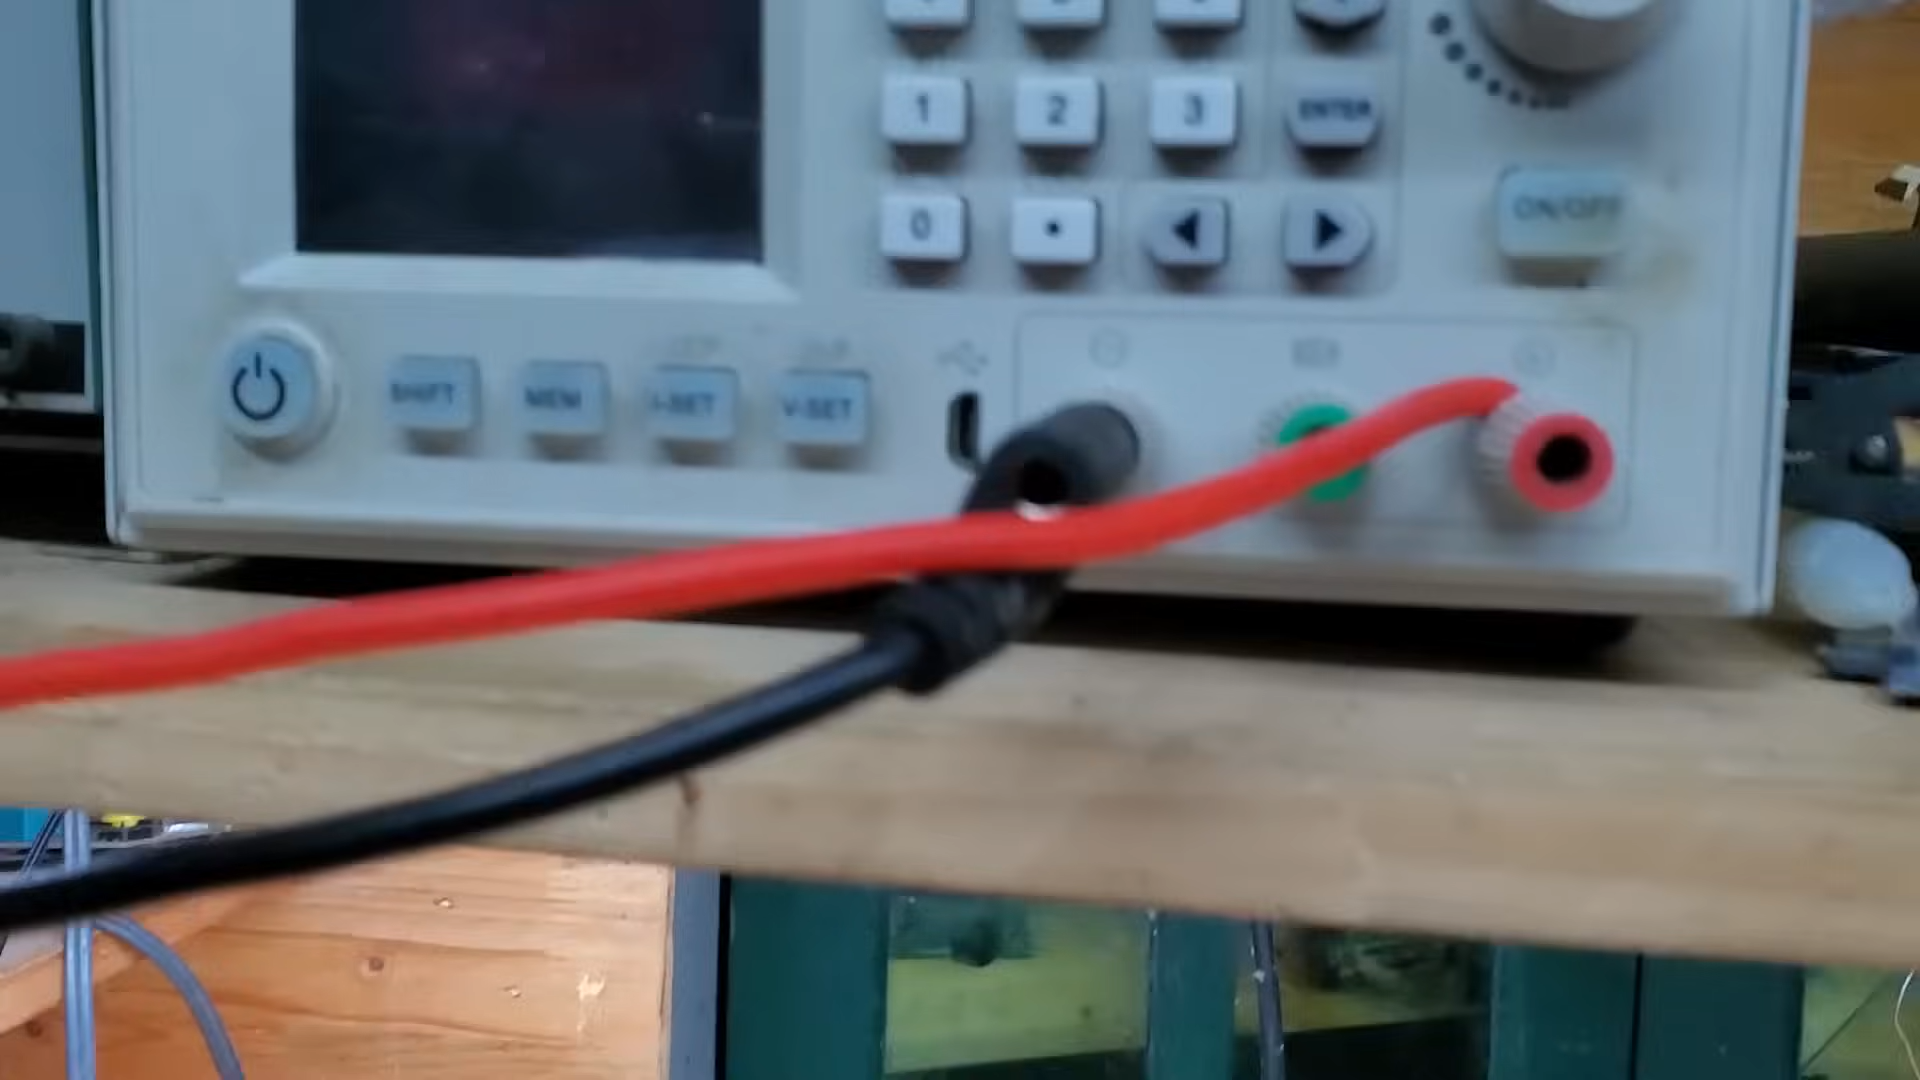 1 2 3 ENTER
0 .
ON/OFF
SHIFT MEM I-SET V-SET